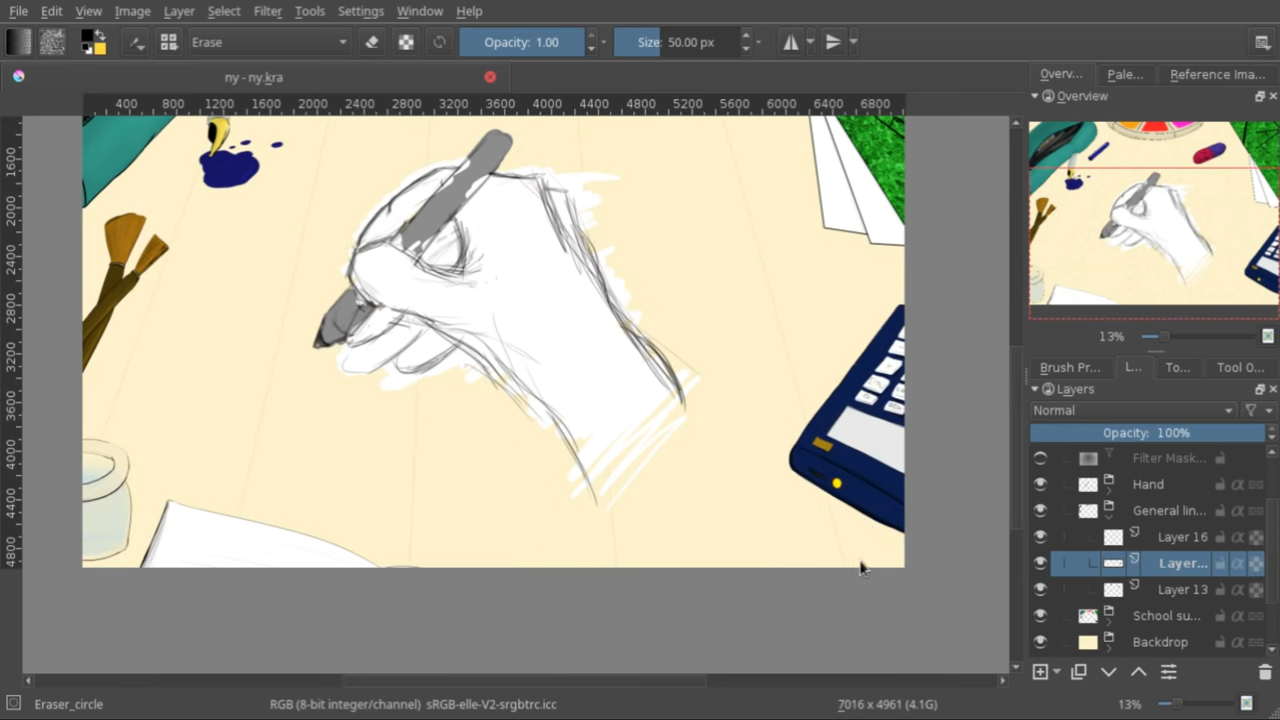 File Edit View Image Layer Select Filter Tools Settings Window Help
Erase Opacity: 1.00 Size: 50.00 px
ny - ny.kra
Overv... Pale... Reference Ima...
400 800 1200 1600 2000 2400 2800 3200 3600 4000 4400 4800 5200 5600 6000 6400 6800
Overview
1600
2000
2400
2800
3200
3600
4000
4400
4800
13%
Brush Pr... L... To... Tool O...
Layers
Normal
Opacity: 100%
Filter Mask...
Hand
General lin...
Layer 16
Layer...
Layer 13
School su...
Backdrop
Eraser_circle RGB (8-bit integer/channel) sRGB-elle-V2-srgbtrc.icc 7016 x 4961 (4.1G) 13%